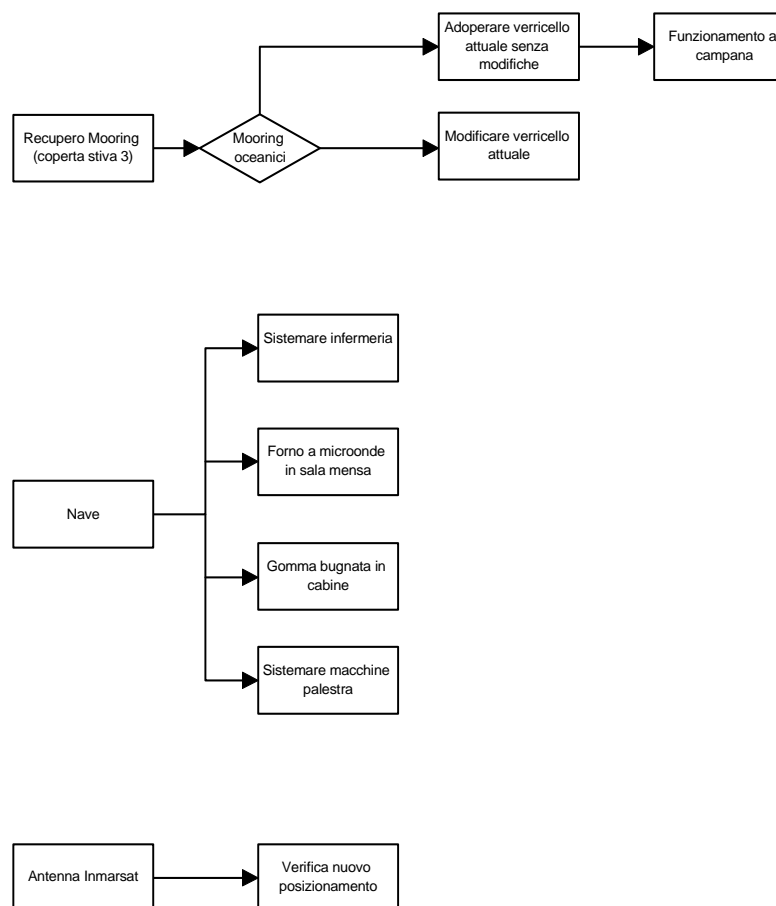 Adoperare verricello
attuale senza
modifiche
Funzionamento a
campana
Recupero Mooring
(coperta stiva 3)
Mooring
oceanici
Modificare verricello
attuale
Sistemare infermeria
Forno a microonde
in sala mensa
Nave
Gomma bugnata in
cabine
Sistemare macchine
palestra
Antenna Inmarsat
Verifica nuovo
posizionamento